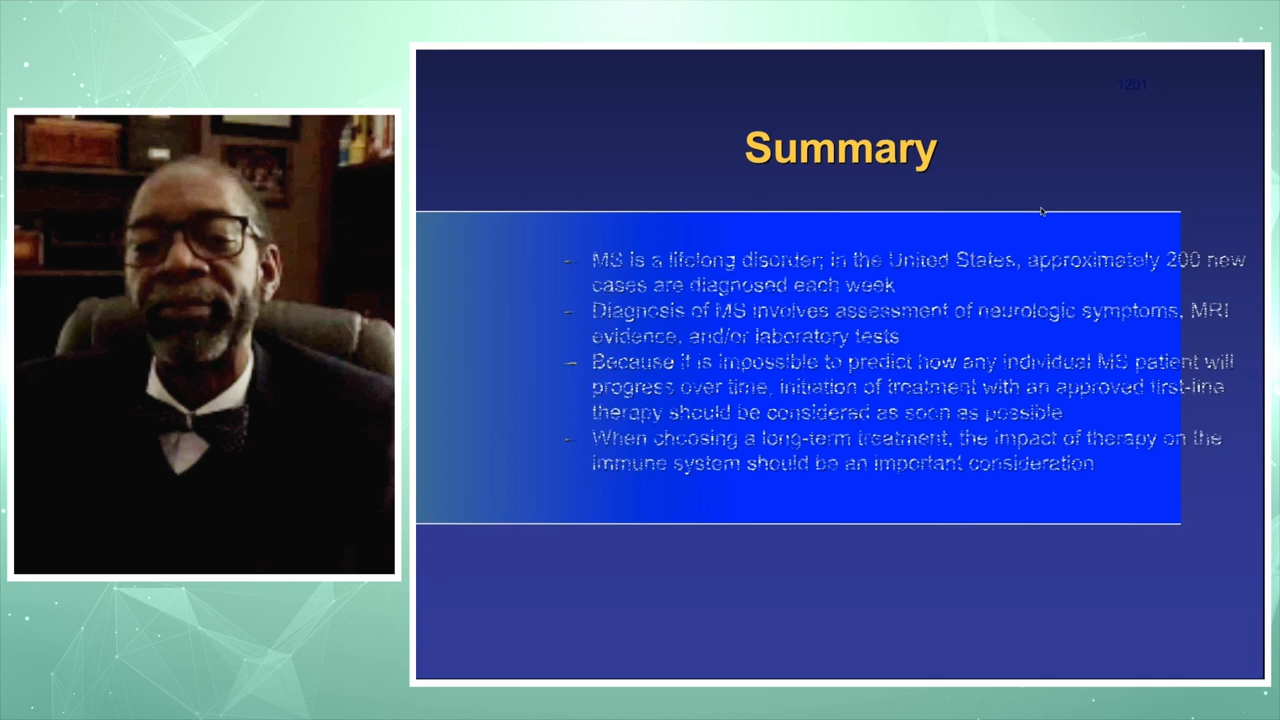 1201
Summary
– MS is a lifelong disorder; in the United States, approximately 200 new
cases are diagnosed each week
– Diagnosis of MS involves assessment of neurologic symptoms, MRI
evidence, and/or laboratory tests
– Because it is impossible to predict how any individual MS patient will
progress over time, initiation of treatment with an approved first-line
therapy should be considered as soon as possible
– When choosing a long-term treatment, the impact of therapy on the
immune system should be an important consideration